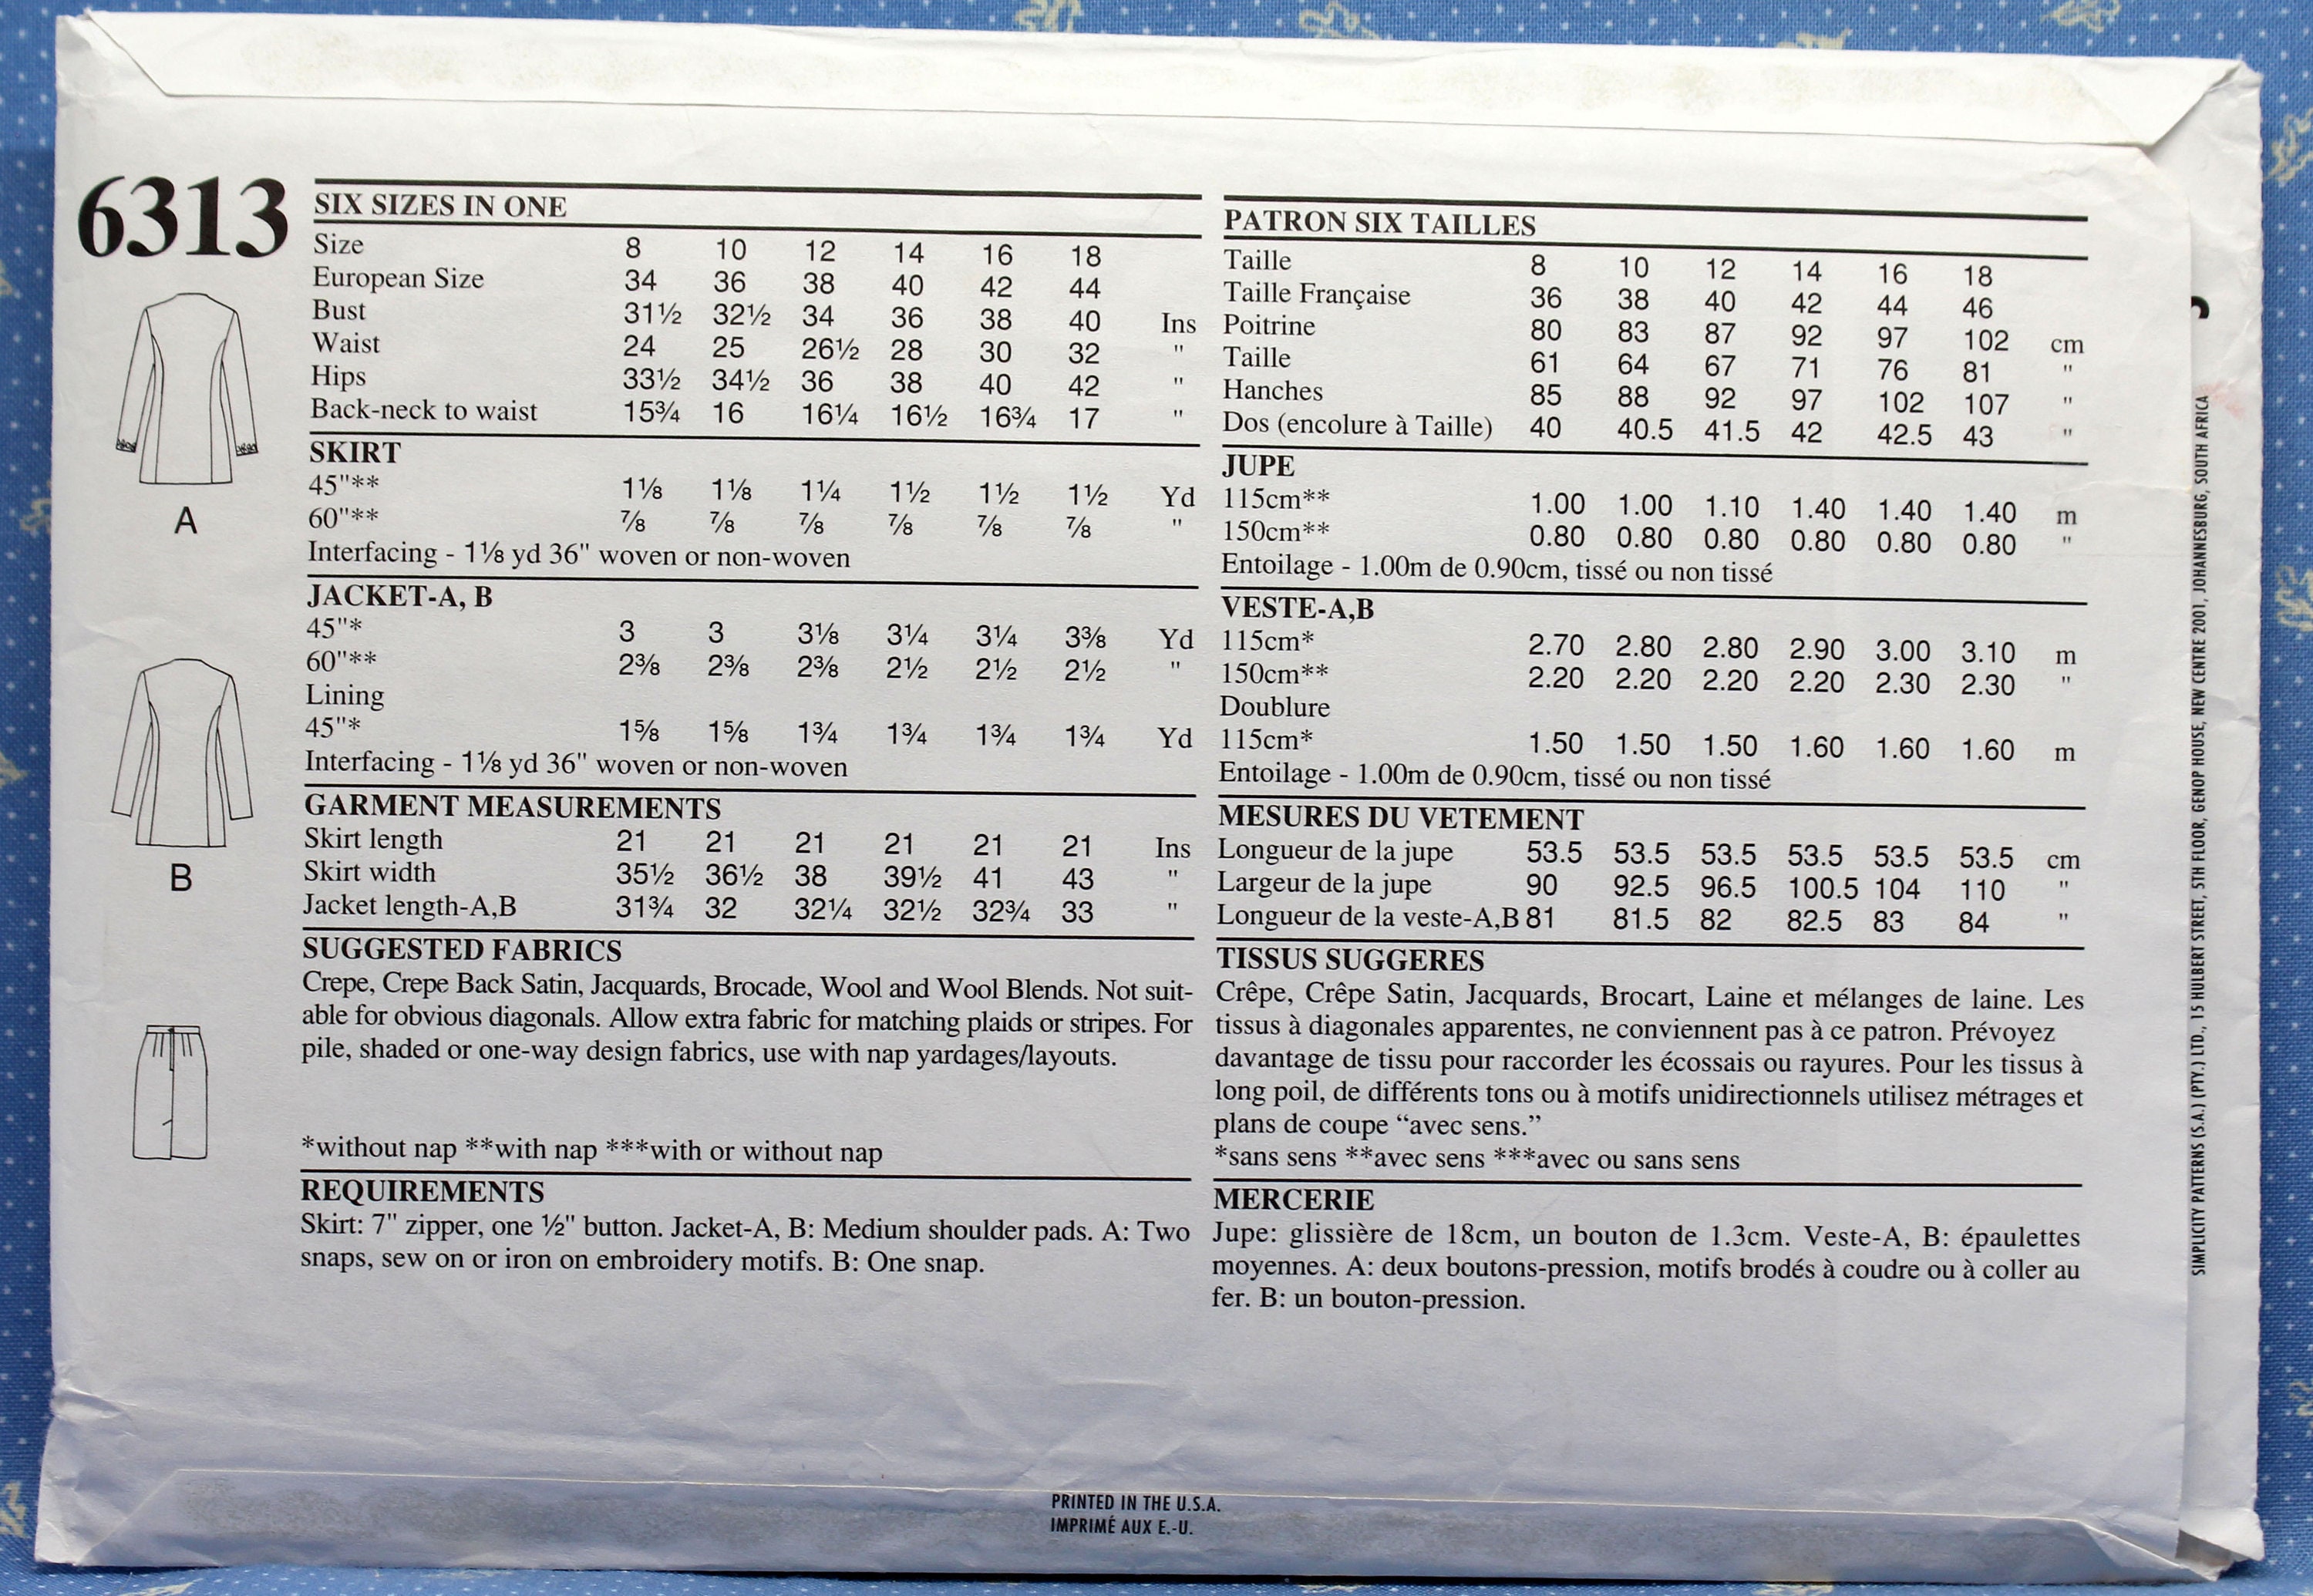 6313
A
B
SIX SIZES IN ONE
Size 8 10 12 14 16 18
European Size 34 36 38 40 42 44
Bust 31½ 32½ 34 36 38 40 Ins
Waist 24 25 26½ 28 30 32 "
Hips 33½ 34½ 36 38 40 42 "
Back-neck to waist 15¾ 16 16¼ 16½ 16¾ 17 "
SKIRT
45"** 1⅛ 1⅛ 1¼ 1½ 1½ 1½ Yd
60"** ⅞ ⅞ ⅞ ⅞ ⅞ ⅞ "
Interfacing - 1⅛ yd 36" woven or non-woven
JACKET-A, B
45"* 3 3 3⅛ 3¼ 3¼ 3⅜ Yd
60"** 2⅜ 2⅜ 2⅜ 2½ 2½ 2½ "
Lining
45"* 1⅝ 1⅝ 1¾ 1¾ 1¾ 1¾ Yd
Interfacing - 1⅛ yd 36" woven or non-woven
GARMENT MEASUREMENTS
Skirt length 21 21 21 21 21 21 Ins
Skirt width 35½ 36½ 38 39½ 41 43 "
Jacket length-A,B 31¾ 32 32¼ 32½ 32¾ 33 "
SUGGESTED FABRICS
Crepe, Crepe Back Satin, Jacquards, Brocade, Wool and Wool Blends. Not suit-
able for obvious diagonals. Allow extra fabric for matching plaids or stripes. For
pile, shaded or one-way design fabrics, use with nap yardages/layouts.
*without nap **with nap ***with or without nap
REQUIREMENTS
Skirt: 7" zipper, one ½" button. Jacket-A, B: Medium shoulder pads. A: Two
snaps, sew on or iron on embroidery motifs. B: One snap.
PATRON SIX TAILLES
Taille 8 10 12 14 16 18
Taille Française 36 38 40 42 44 46
Poitrine 80 83 87 92 97 102 cm
Taille 61 64 67 71 76 81 "
Hanches 85 88 92 97 102 107 "
Dos (encolure à Taille) 40 40.5 41.5 42 42.5 43 "
JUPE
115cm** 1.00 1.00 1.10 1.40 1.40 1.40 m
150cm** 0.80 0.80 0.80 0.80 0.80 0.80 "
Entoilage - 1.00m de 0.90cm, tissé ou non tissé
VESTE-A,B
115cm* 2.70 2.80 2.80 2.90 3.00 3.10 m
150cm** 2.20 2.20 2.20 2.20 2.30 2.30 "
Doublure
115cm* 1.50 1.50 1.50 1.60 1.60 1.60 m
Entoilage - 1.00m de 0.90cm, tissé ou non tissé
MESURES DU VETEMENT
Longueur de la jupe 53.5 53.5 53.5 53.5 53.5 53.5 cm
Largeur de la jupe 90 92.5 96.5 100.5 104 110 "
Longueur de la veste-A,B 81 81.5 82 82.5 83 84 "
TISSUS SUGGERES
Crêpe, Crêpe Satin, Jacquards, Brocart, Laine et mélanges de laine. Les
tissus à diagonales apparentes, ne conviennent pas à ce patron. Prévoyez
davantage de tissu pour raccorder les écossais ou rayures. Pour les tissus à
long poil, de différents tons ou à motifs unidirectionnels utilisez métrages et
plans de coupe “avec sens.”
*sans sens **avec sens ***avec ou sans sens
MERCERIE
Jupe: glissière de 18cm, un bouton de 1.3cm. Veste-A, B: épaulettes
moyennes. A: deux boutons-pression, motifs brodés à coudre ou à coller au
fer. B: un bouton-pression.
SIMPLICITY PATTERNS (S.A.) (PTY.) LTD., 15 HULBERT STREET, 5TH FLOOR, GENOP HOUSE, NEW CENTRE 2001, JOHANNESBURG, SOUTH AFRICA
PRINTED IN THE U.S.A.
IMPRIMÉ AUX E.-U.